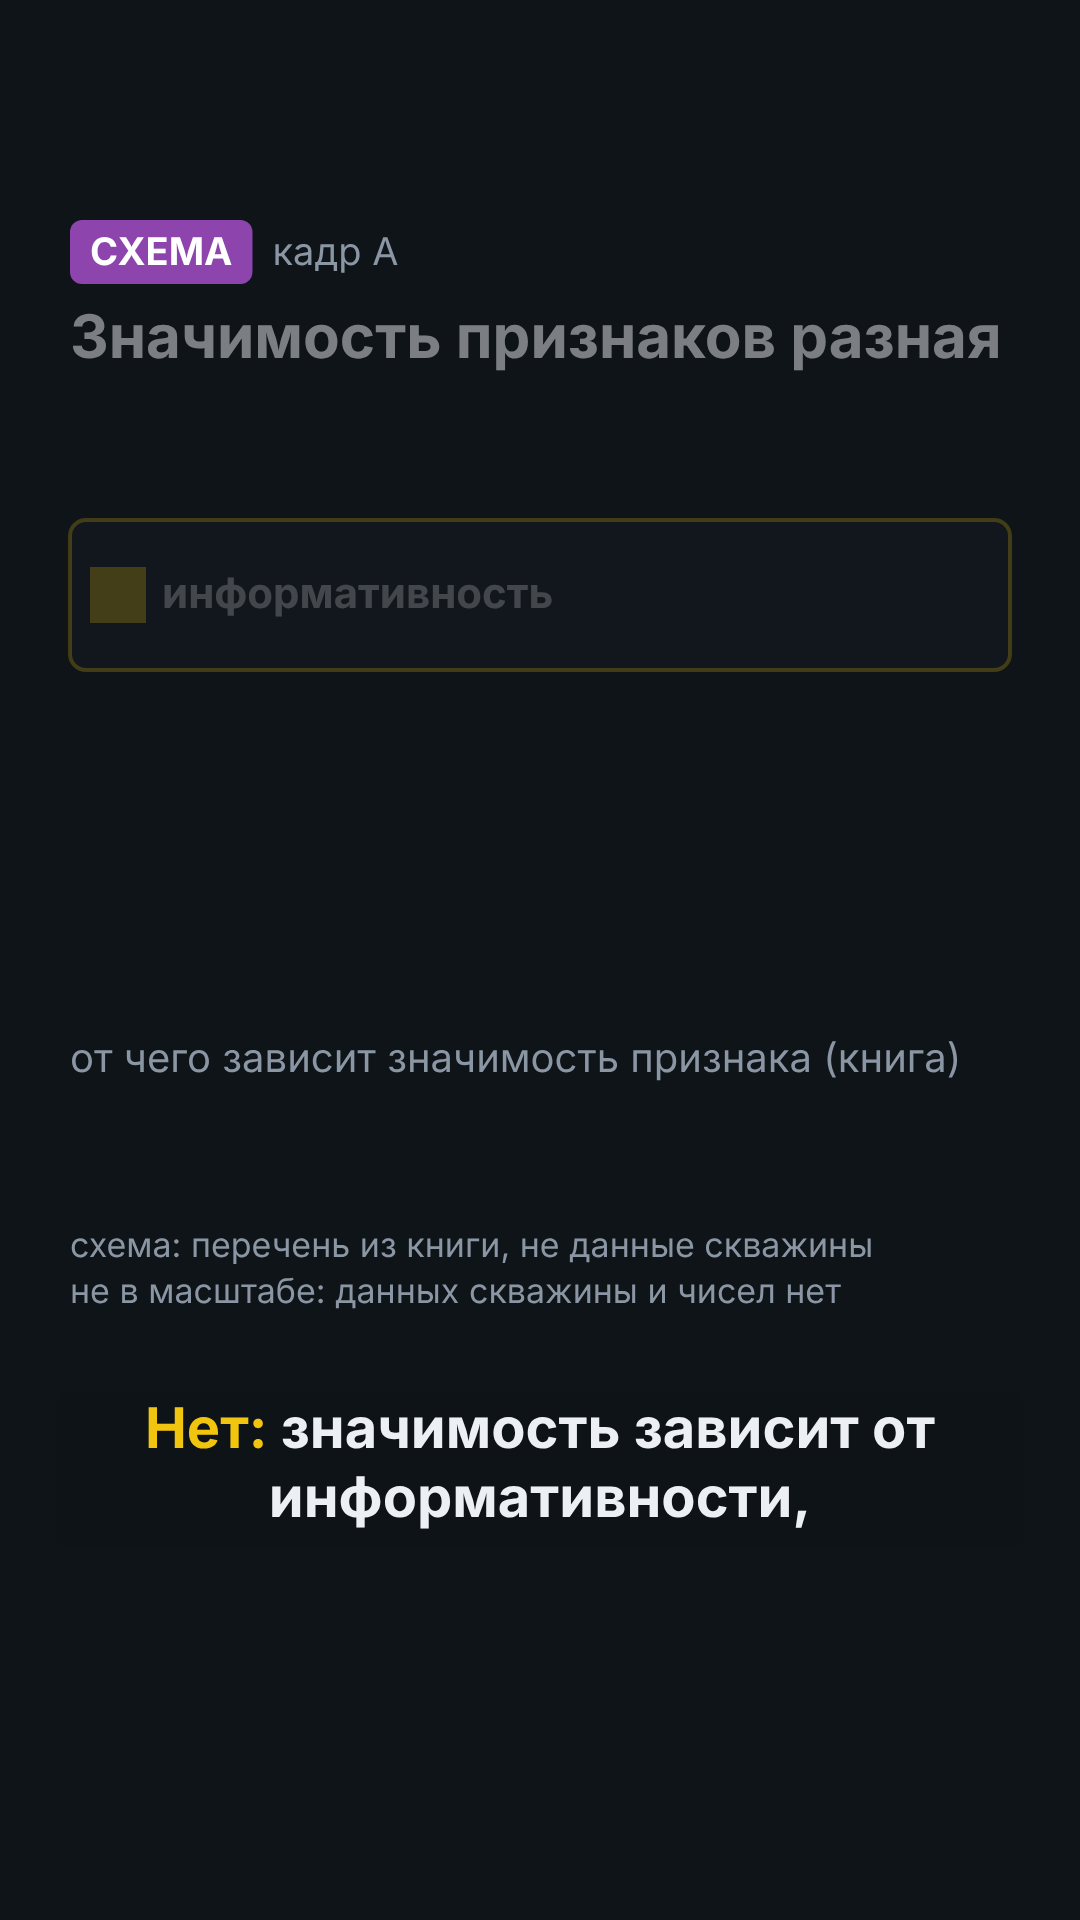 СХЕМА кадр А
Значимость признаков разная
информативность
от чего зависит значимость признака (книга)
схема: перечень из книги, не данные скважины
не в масштабе: данных скважины и чисел нет
Нет: значимость зависит от
информативности,